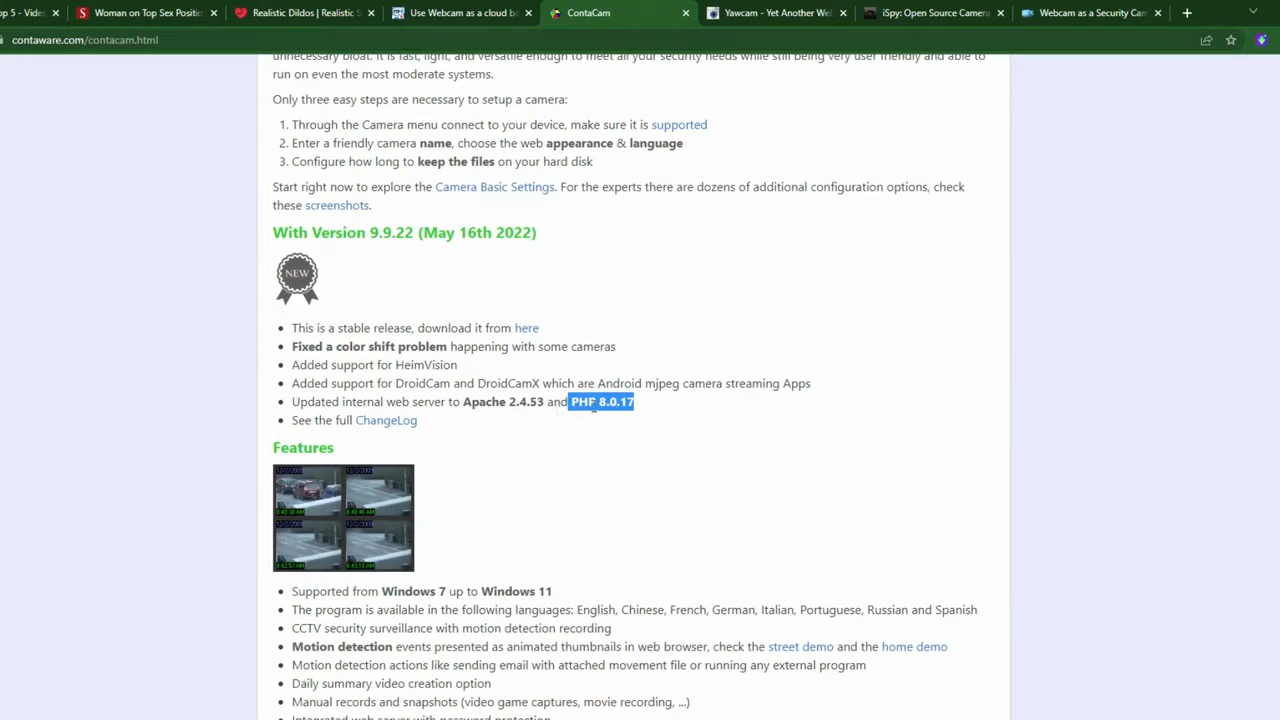 op 5 - Video
Woman on Top Sex Positio
Realistic Dildos | Realistic S
Use Webcam as a cloud b
ContaCam
Yawcam - Yet Another We
iSpy: Open Source Camera
Webcam as a Security Cam
contaware.com/contacam.html
unnecessary bloat. It is fast, light, and versatile enough to meet all your security needs while still being very user friendly and able to
run on even the most moderate systems.
Only three easy steps are necessary to setup a camera:
1. Through the Camera menu connect to your device, make sure it is supported
2. Enter a friendly camera name, choose the web appearance & language
3. Configure how long to keep the files on your hard disk
Start right now to explore the Camera Basic Settings. For the experts there are dozens of additional configuration options, check
these screenshots.
With Version 9.9.22 (May 16th 2022)
NEW
• This is a stable release, download it from here
• Fixed a color shift problem happening with some cameras
• Added support for HeimVision
• Added support for DroidCam and DroidCamX which are Android mjpeg camera streaming Apps
• Updated internal web server to Apache 2.4.53 and PHP 8.0.17
• See the full ChangeLog
Features
• Supported from Windows 7 up to Windows 11
• The program is available in the following languages: English, Chinese, French, German, Italian, Portuguese, Russian and Spanish
• CCTV security surveillance with motion detection recording
• Motion detection events presented as animated thumbnails in web browser, check the street demo and the home demo
• Motion detection actions like sending email with attached movement file or running any external program
• Daily summary video creation option
• Manual records and snapshots (video game captures, movie recording, ...)
• Integrated web server with password protection